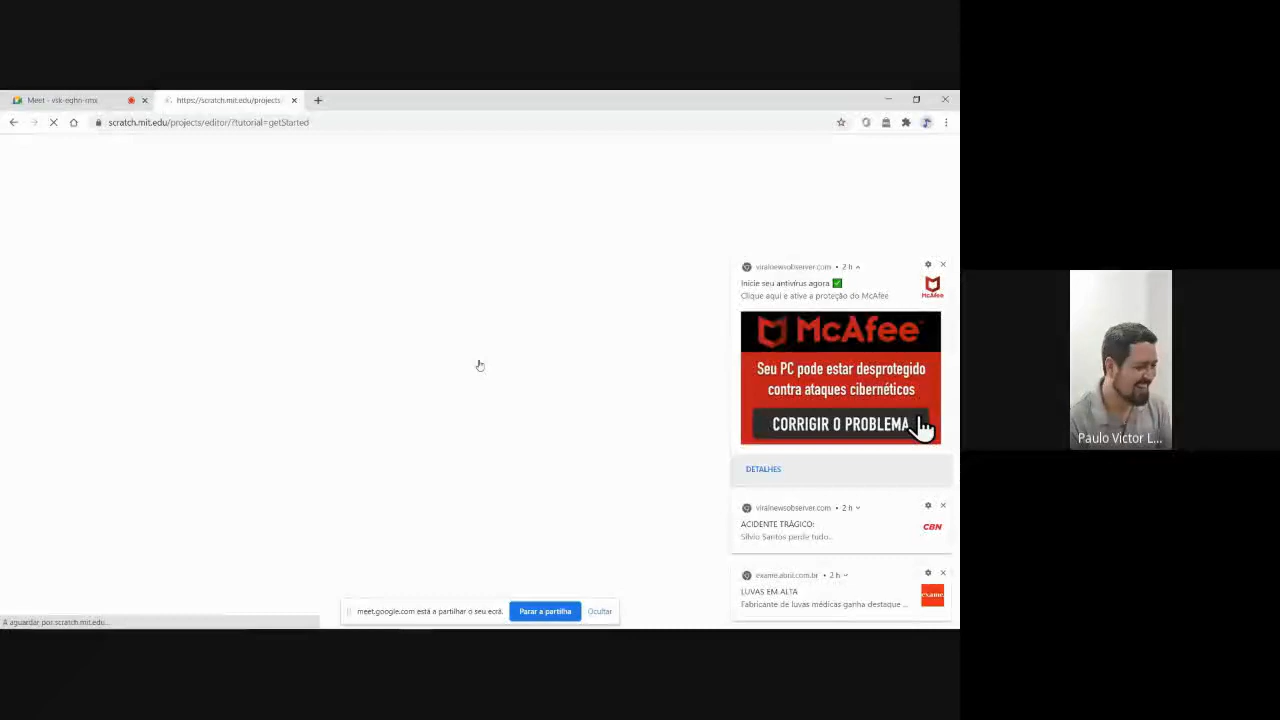 Meet - vsk-eghn-rmx
https://scratch.mit.edu/projects
scratch.mit.edu/projects/editor/?tutorial=getStarted
viralnewsobserver.com • 2 h
Inicie seu antivírus agora ✅
Clique aqui e ative a proteção do McAfee
McAfee
McAfee
Seu PC pode estar desprotegido
contra ataques cibernéticos
CORRIGIR O PROBLEMA
DETALHES
viralnewsobserver.com • 2 h
ACIDENTE TRÁGICO:
Silvio Santos perde tudo...
CBN
exame.abril.com.br • 2 h
LUVAS EM ALTA
Fabricante de luvas médicas ganha destaque ...
exame.
meet.google.com está a partilhar o seu ecrã.
Parar a partilha
Ocultar
A aguardar por scratch.mit.edu...
Paulo Victor L...